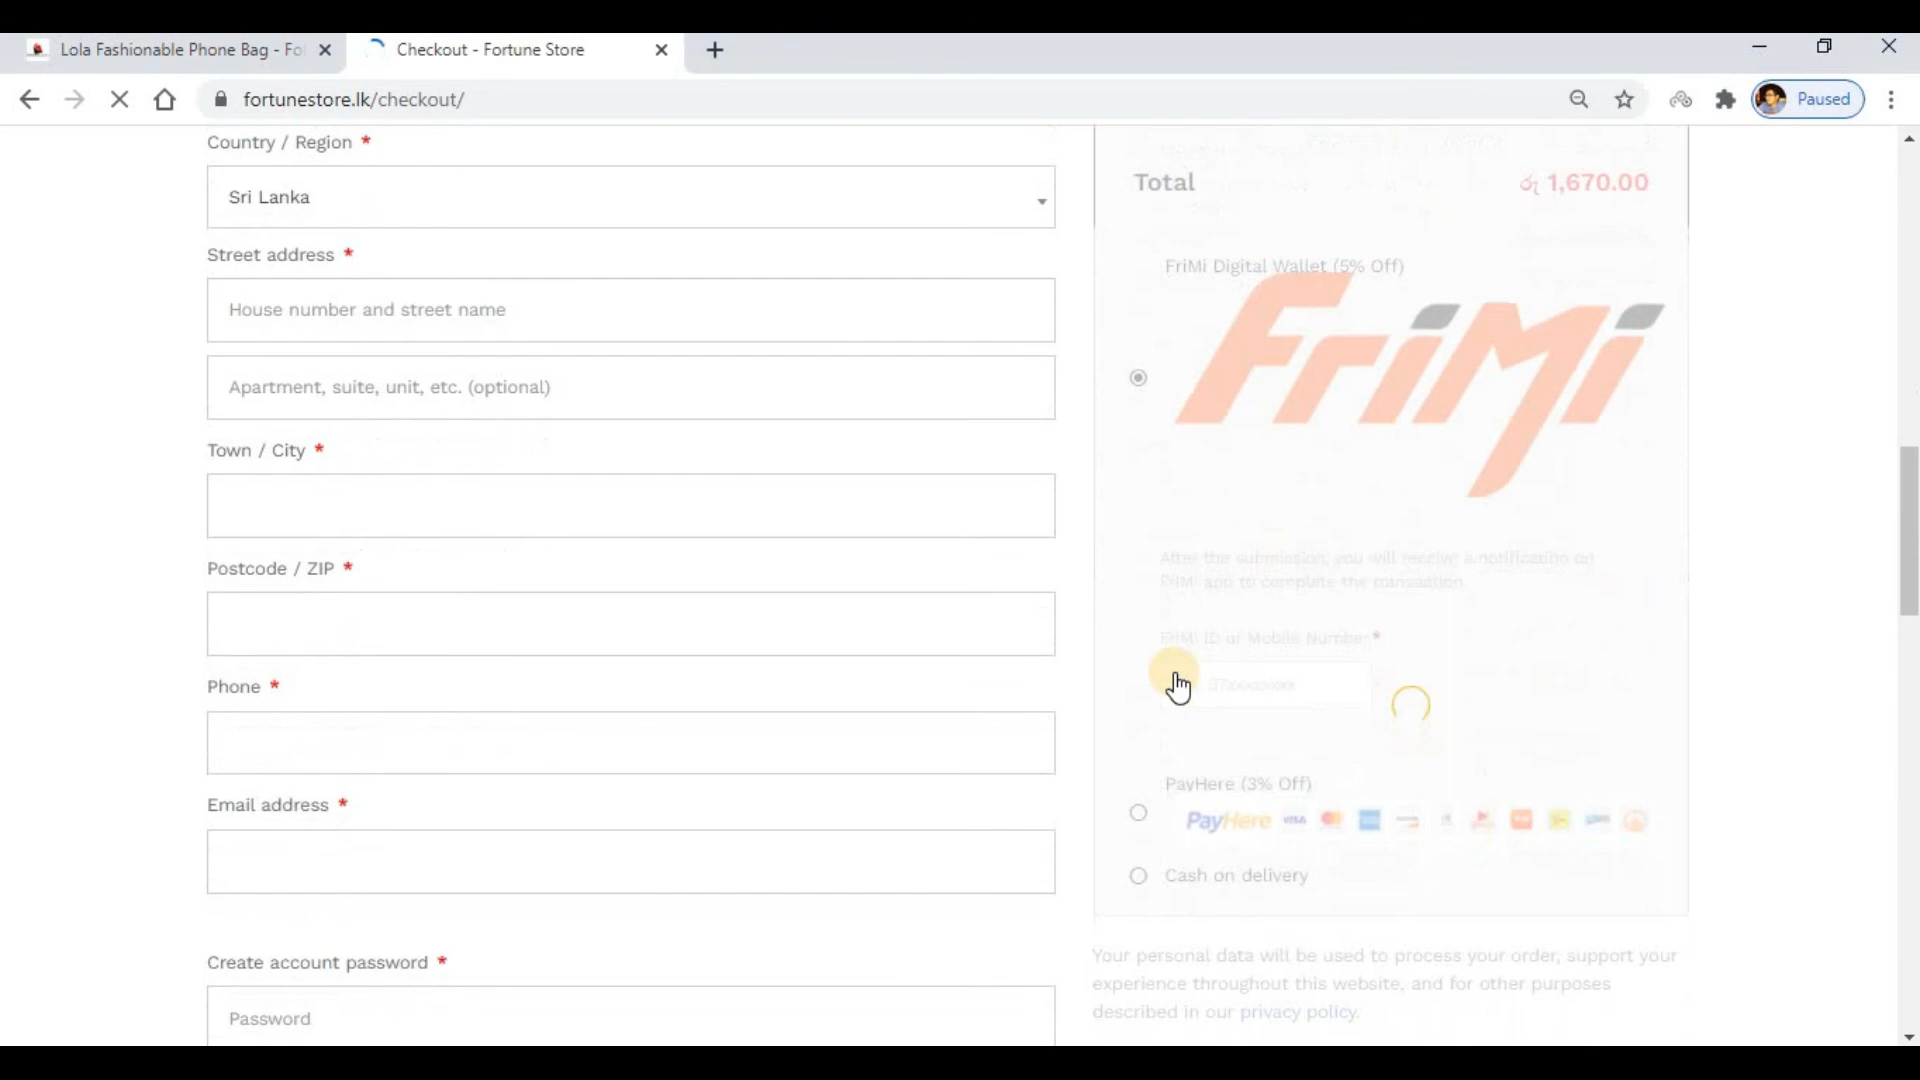 Lola Fashionable Phone Bag - Fo
Checkout - Fortune Store
fortunestore.lk/checkout/
Paused
Country / Region *
Sri Lanka
Street address *
House number and street name
Apartment, suite, unit, etc. (optional)
Town / City *
Postcode / ZIP *
Phone *
Email address *
Create account password *
Password
Total රු 1,670.00
FriMi Digital Wallet (5% Off)
FriMi
After the submission, you will receive a notification on
FriMi app to complete the transaction.
FriMi ID or Mobile Number *
PayHere (3% Off)
PayHere VISA
Cash on delivery
Your personal data will be used to process your order, support your
experience throughout this website, and for other purposes
described in our privacy policy.